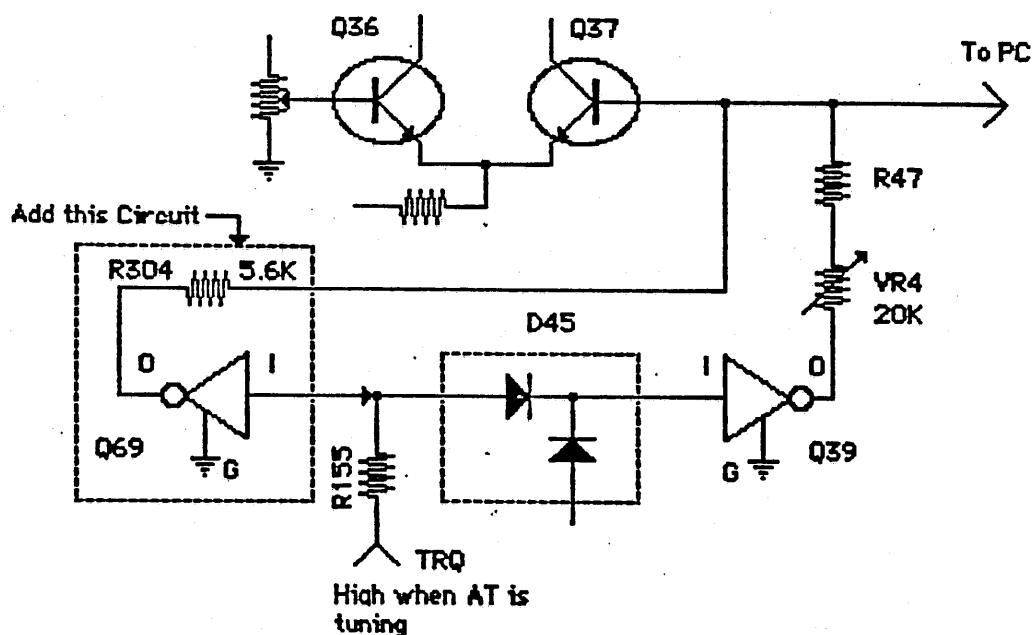 Q36
Q37
To PC
R47
Add this Circuit
R304
5.6K
VR4
20K
D45
O
I
I
O
Q69
G
R155
G
Q39
TRQ
High when AT is
tuning